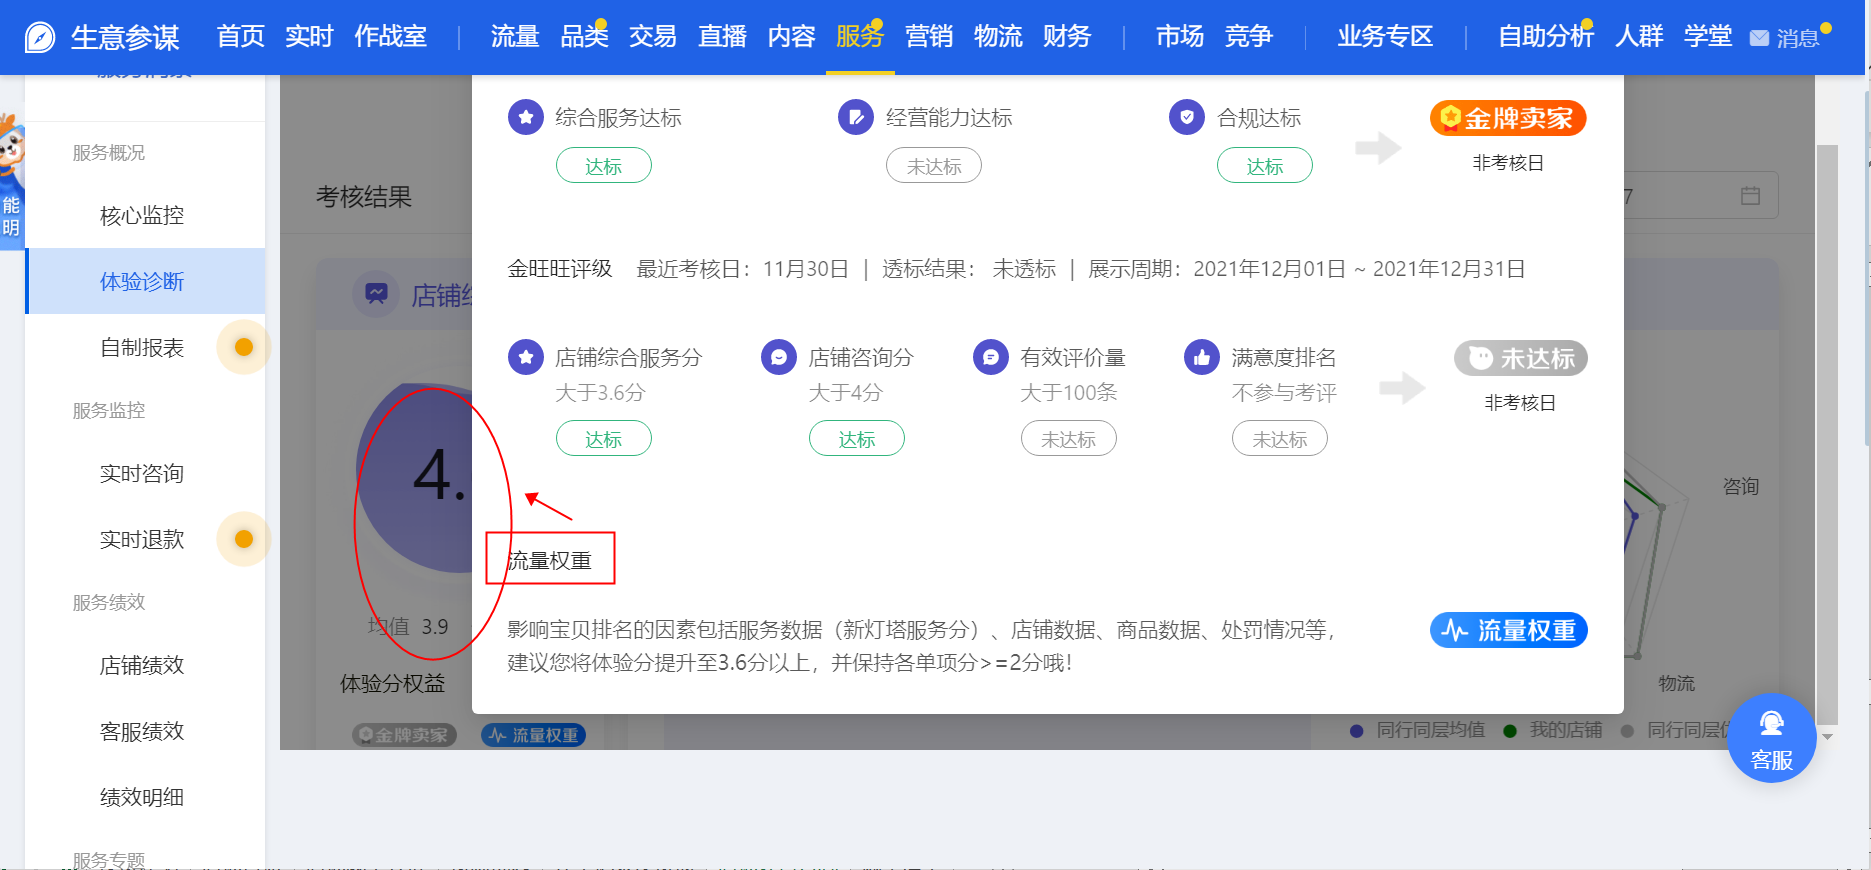 生意参谋 首页 实时 作战室 流量 品类 交易 直播 内容 服务 营销 物流 财务 市场 竞争 业务专区 自助分析 人群 学堂 消息
服务洞察
能
明
服务概况
核心监控
体验诊断
自制报表
服务监控
实时咨询
实时退款
服务绩效
店铺绩效
客服绩效
绩效明细
服务专题
考核结果
7
店铺综
4.
均值 3.9
体验分权益
金牌卖家 流量权重
综合服务达标 经营能力达标 合规达标 金牌卖家
达标 未达标 达标 非考核日
金旺旺评级 最近考核日：11月30日 | 透标结果： 未透标 | 展示周期：2021年12月01日 ~ 2021年12月31日
店铺综合服务分 店铺咨询分 有效评价量 满意度排名 未达标
大于3.6分 大于4分 大于100条 不参与考评
非考核日
达标 达标 未达标 未达标
流量权重
影响宝贝排名的因素包括服务数据（新灯塔服务分）、店铺数据、商品数据、处罚情况等，
建议您将体验分提升至3.6分以上，并保持各单项分>=2分哦！
流量权重
咨询
物流
同行同层均值 我的店铺 同行同层优
客服